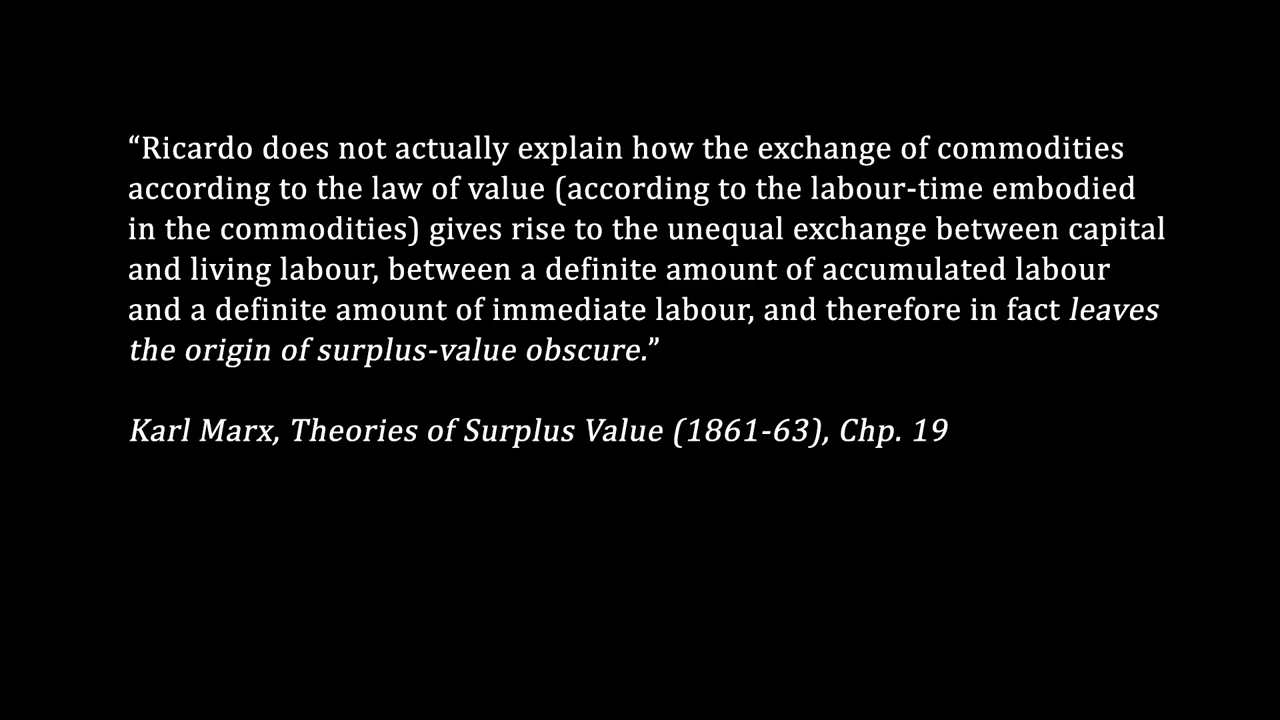 “Ricardo does not actually explain how the exchange of commodities
according to the law of value (according to the labour-time embodied
in the commodities) gives rise to the unequal exchange between capital
and living labour, between a definite amount of accumulated labour
and a definite amount of immediate labour, and therefore in fact leaves
the origin of surplus-value obscure.”
Karl Marx, Theories of Surplus Value (1861-63), Chp. 19